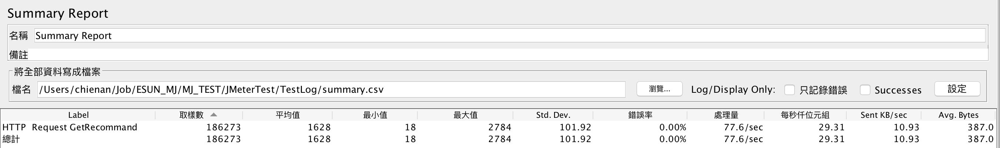 Summary Report
名稱 Summary Report
備註
將全部資料寫成檔案
檔名 /Users/chienan/Job/ESUN_MJ/MJ_TEST/JMeterTest/TestLog/summary.csv 瀏覽... Log/Display Only: 只記錄錯誤 Successes 設定
Label 取樣數 平均值 最小值 最大值 Std. Dev. 錯誤率 處理量 每秒仟位元組 Sent KB/sec Avg. Bytes
HTTP Request GetRecommand 186273 1628 18 2784 101.92 0.00% 77.6/sec 29.31 10.93 387.0
總計 186273 1628 18 2784 101.92 0.00% 77.6/sec 29.31 10.93 387.0